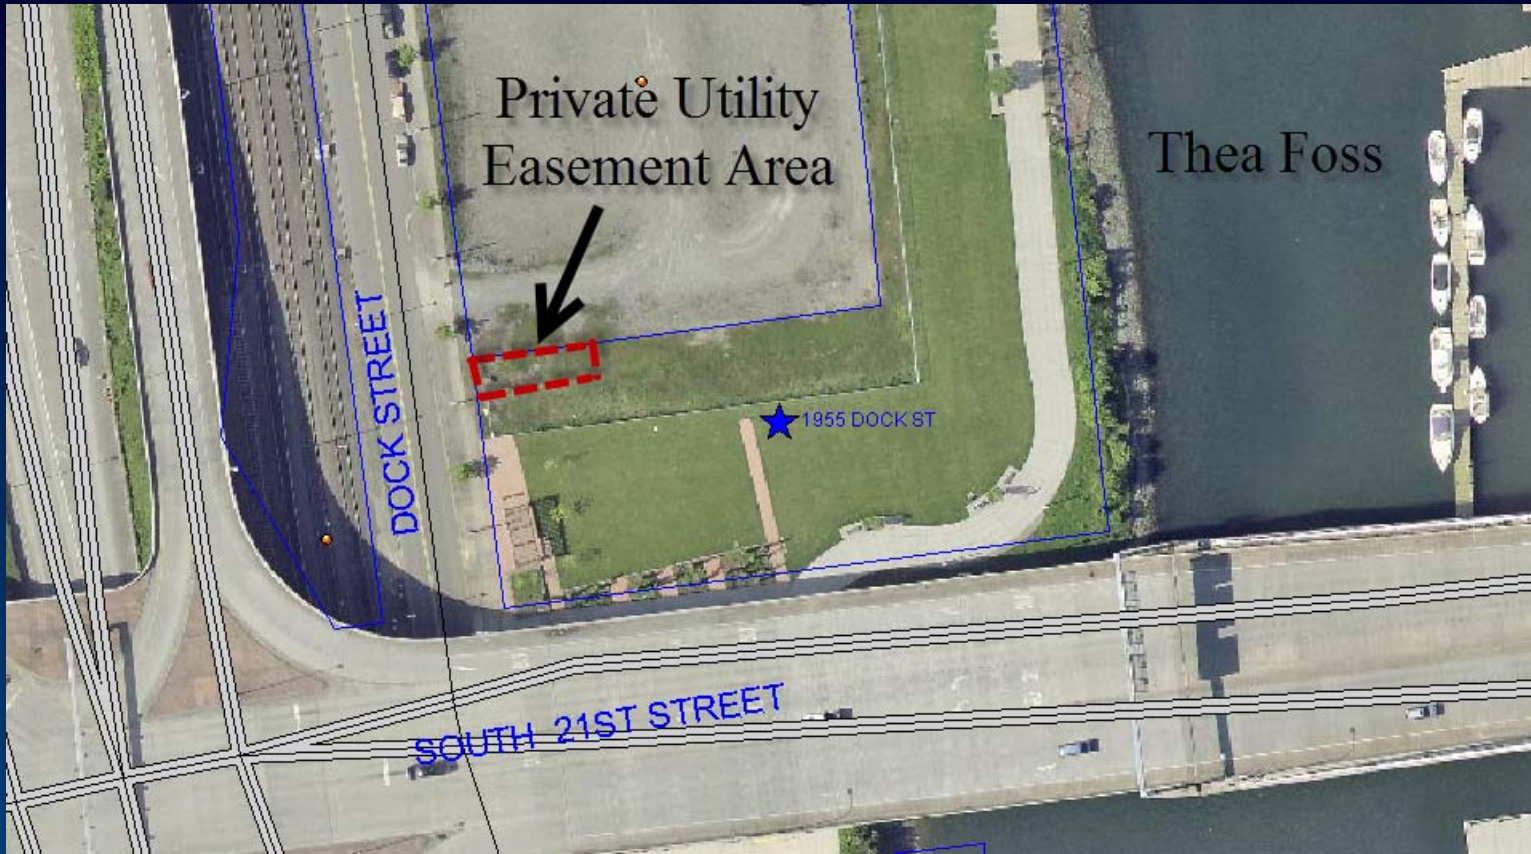 Private Utility
Easement Area
Thea Foss
DOCK STREET
1955 DOCK ST
SOUTH 21ST STREET